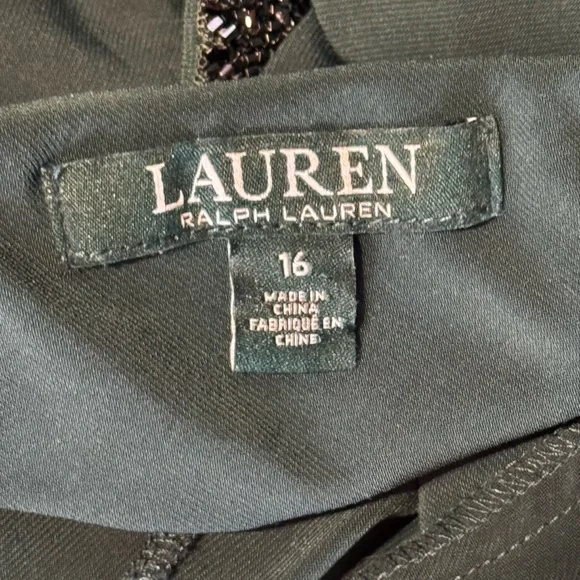 LAUREN
RALPH LAUREN
16
MADE IN
CHINA
FABRIQUÉ EN
CHINE